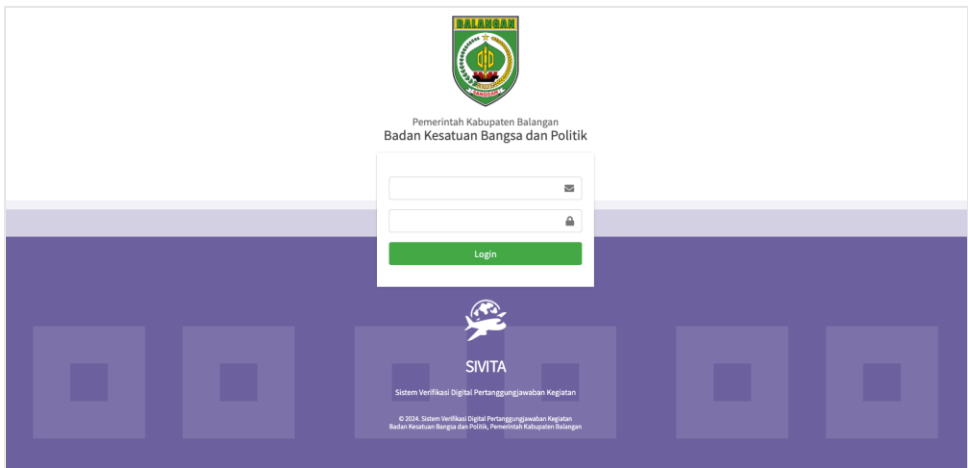 BALANGAN
SANGGAM
Pemerintah Kabupaten Balangan
Badan Kesatuan Bangsa dan Politik
Login
SIVITA
Sistem Verifikasi Digital Pertanggungjawaban Kegiatan
© 2024. Sistem Verifikasi Digital Pertanggungjawaban Kegiatan
Badan Kesatuan Bangsa dan Politik, Pemerintah Kabupaten Balangan